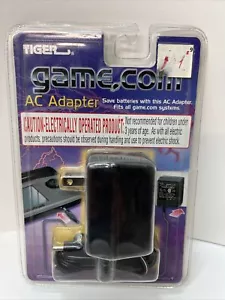 TIGER
game.com
AC Adapter
Save batteries with this AC Adapter.
Fits all game.com systems.
CAUTION-ELECTRICALLY OPERATED PRODUCT: Not recommended for children under
3 years of age. As with all electric
products, precautions should be observed during handling and use to prevent electric shock.